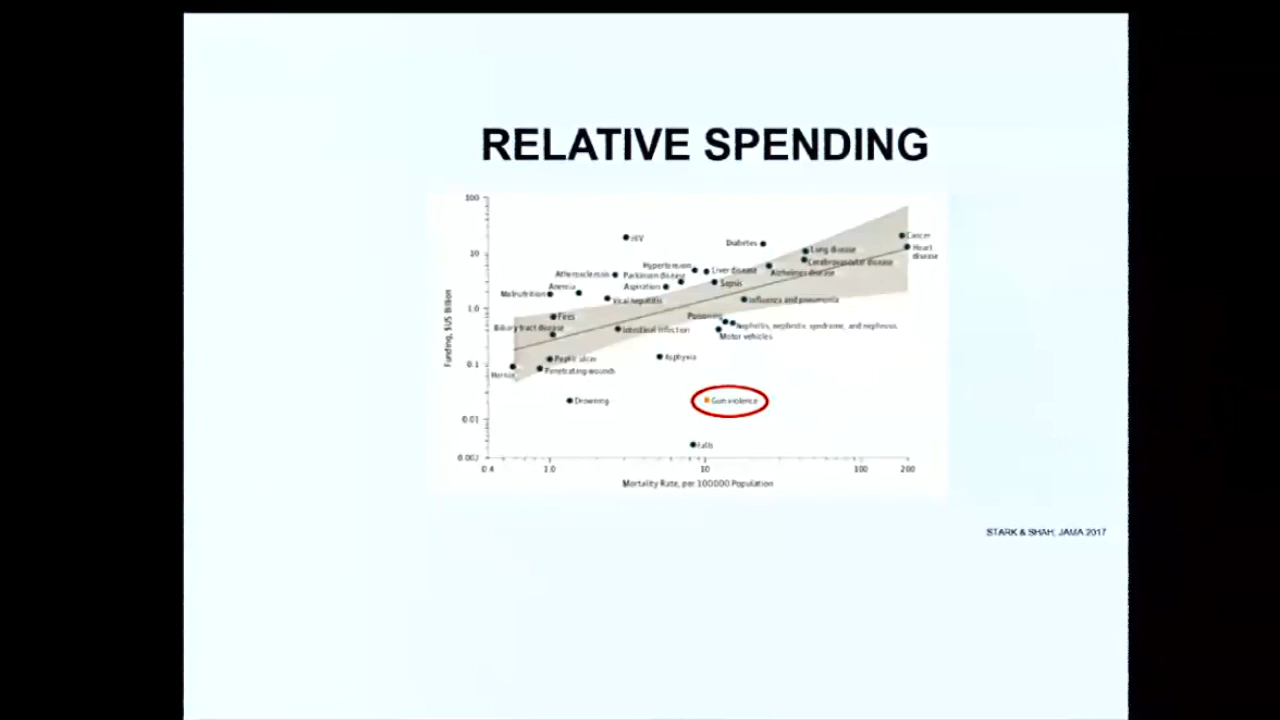 RELATIVE SPENDING
100
HIV
Diabetes
Cancer
Lung disease
Heart disease
10
Cerebrovascular disease
Hypertension
Liver disease
Alzheimer disease
Atherosclerosis
Parkinson disease
Sepsis
Anemia
Aspiration
Malnutrition
Viral hepatitis
Influenza and pneumonia
1.0
Fires
Poisoning
Biliary tract disease
Intestinal infection
Nephritis, nephrotic syndrome, and nephrosis
Motor vehicles
Funding, $US Billion
Peptic ulcer
Asphyxia
0.1
Hernia
Penetrating wounds
Drowning
Gun violence
0.01
Falls
0.002
0.4
1.0
10
100
200
Mortality Rate, per 100000 Population
STARK & SHAH, JAMA 2017